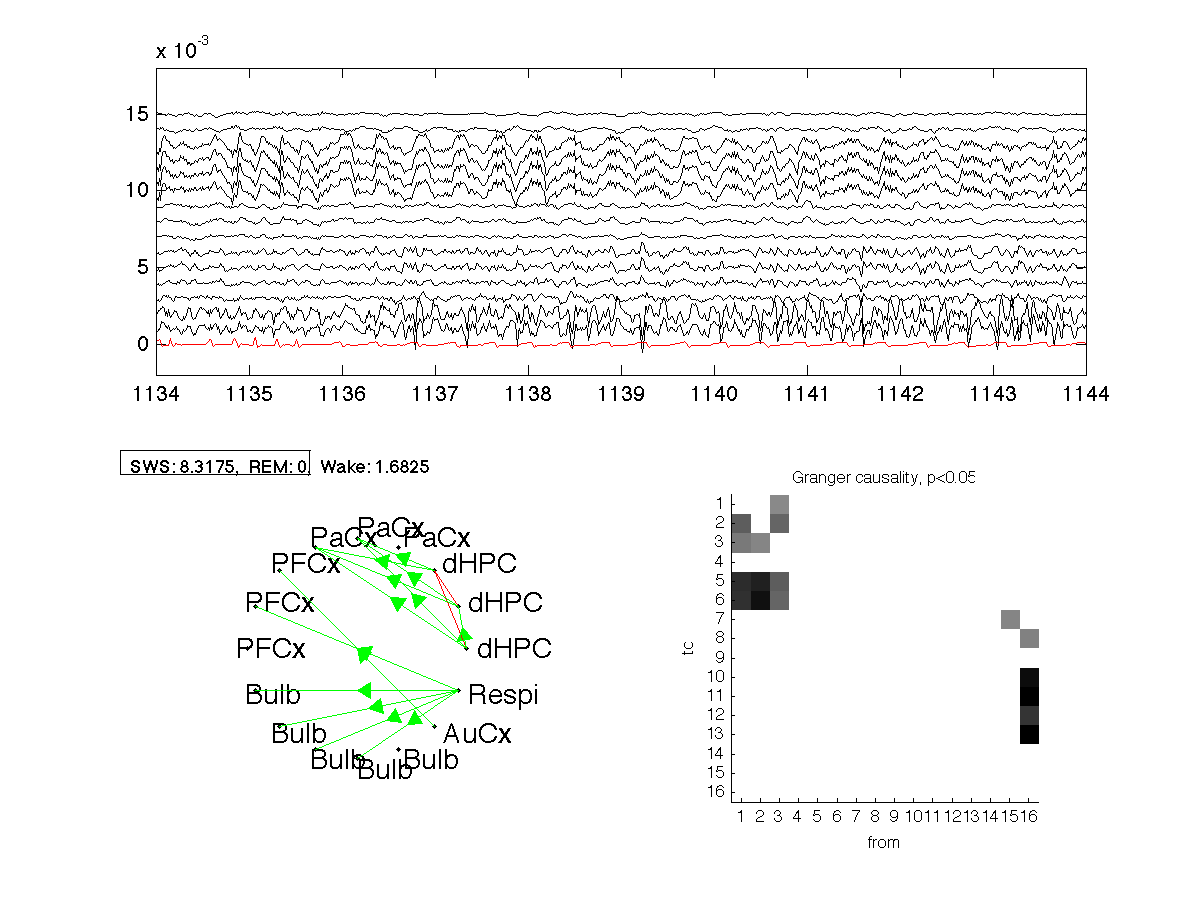 x 10-3
15
10
5
0
1134 1135 1136 1137 1138 1139 1140 1141 1142 1143 1144
SWS:8.3175, REM:0, Wake:1.6825
Granger causality, p<0.05
PaCx
PaCx PaCx
PFCx dHPC
PFCx dHPC
PFCx dHPC
Bulb Respi
Bulb AuCx
Bulb Bulb
Bulb
1
2
3
4
5
6
7
8
9
10
11
12
13
14
15
16
to
1 2 3 4 5 6 7 8 9 10 11 12 13 14 15 16
from